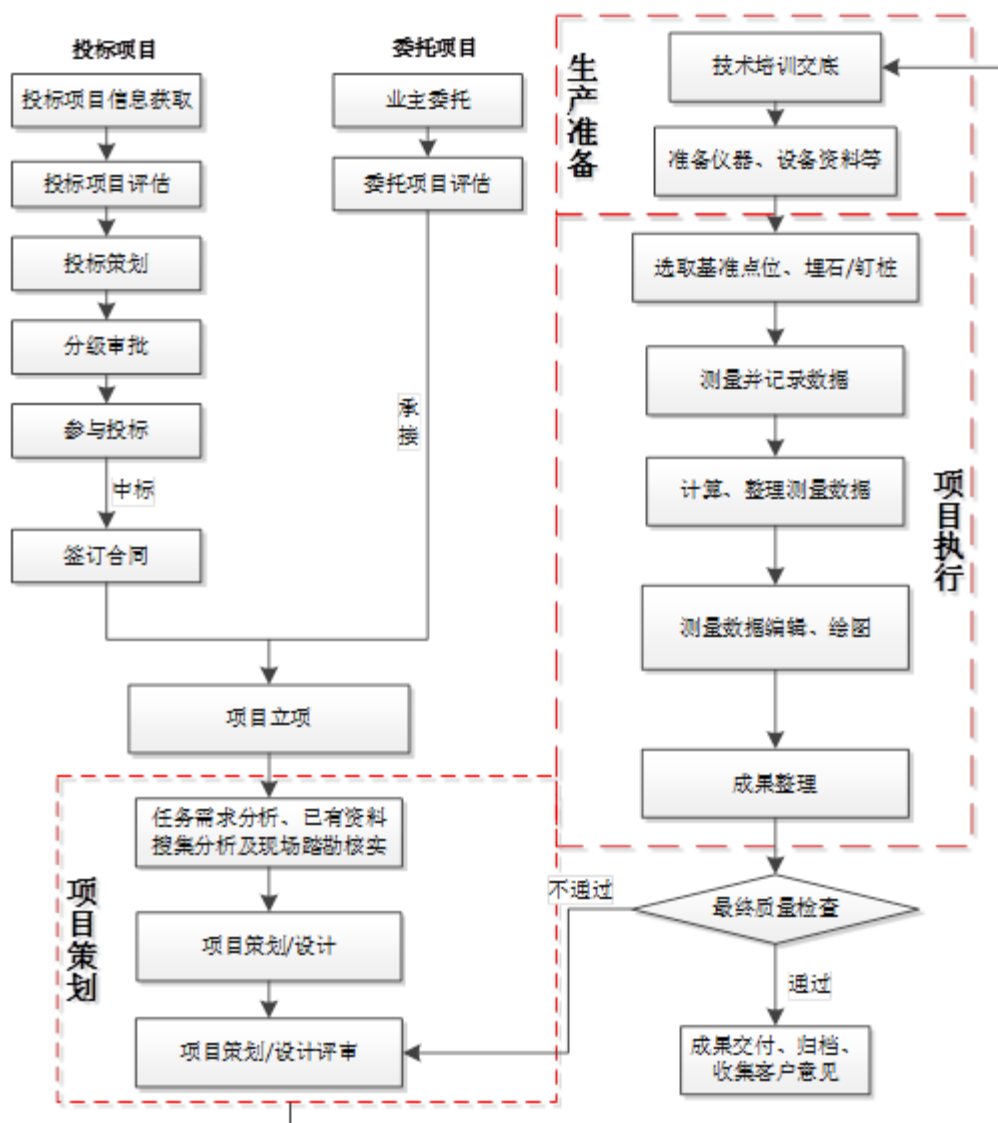 投标项目
投标项目信息获取
投标项目评估
投标策划
分级审批
参与投标
中标
签订合同
委托项目
业主委托
委托项目评估
承
接
项目立项
项目策划
任务需求分析、已有资料
搜集分析及现场踏勘核实
项目策划/设计
项目策划/设计评审
生产准备
技术培训交底
准备仪器、设备资料等
项目执行
选取基准点位、埋石/钉桩
测量并记录数据
计算、整理测量数据
测量数据编辑、绘图
成果整理
最终质量检查
不通过
通过
成果交付、归档、
收集客户意见